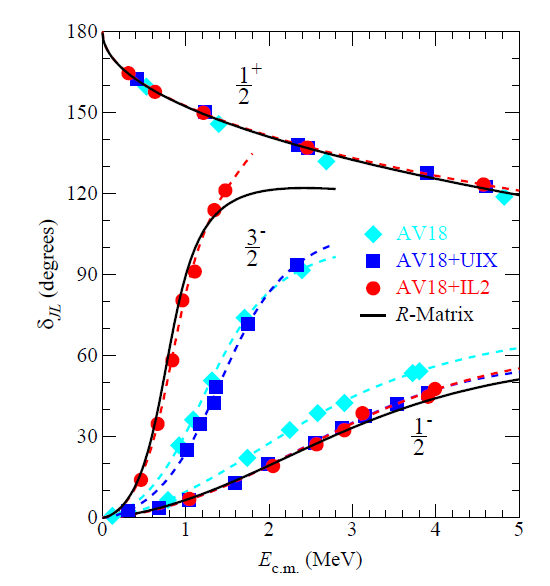 180
150
120
90
60
30
0
δJL (degrees)
1/2+
3/2-
1/2-
AV18
AV18+UIX
AV18+IL2
R-Matrix
0 1 2 3 4 5
Ec.m. (MeV)